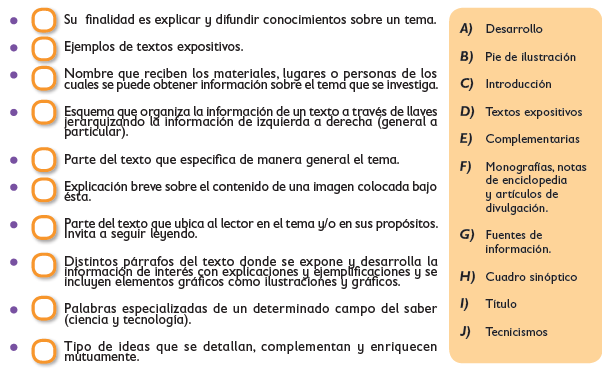 Su finalidad es explicar y difundir conocimientos sobre un tema.
Ejemplos de textos expositivos.
Nombre que reciben los materiales, lugares o personas de los
cuales se puede obtener información sobre el tema que se investiga.
Esquema que organiza la información de un texto a través de llaves
jerarquizando la información de izquierda a derecha (general a
particular).
Parte del texto que especifica de manera general el tema.
Explicación breve sobre el contenido de una imagen colocada bajo
ésta.
Parte del texto que ubica al lector en el tema y/o en sus propósitos.
Invita a seguir leyendo.
Distintos párrafos del texto donde se expone y desarrolla la
información de interés con explicaciones y ejemplificaciones y se
incluyen elementos gráficos como ilustraciones y gráficos.
Palabras especializadas de un determinado campo del saber
(ciencia y tecnología).
Tipo de ideas que se detallan, complementan y enriquecen
mutuamente.
A) Desarrollo
B) Pie de ilustración
C) Introducción
D) Textos expositivos
E) Complementarias
F) Monografías, notas
de enciclopedia
y artículos de
divulgación.
G) Fuentes de
información.
H) Cuadro sinóptico
I) Título
J) Tecnicismos